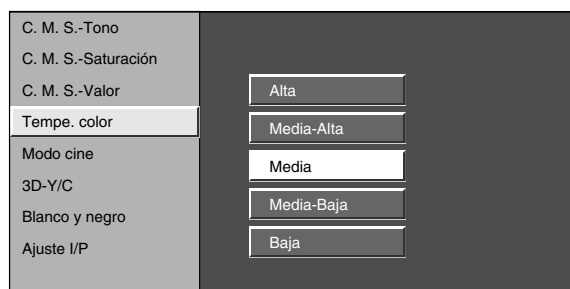 C. M. S.-Tono
C. M. S.-Saturación
C. M. S.-Valor
Tempe. color
Modo cine
3D-Y/C
Blanco y negro
Ajuste I/P
Alta
Media-Alta
Media
Media-Baja
Baja